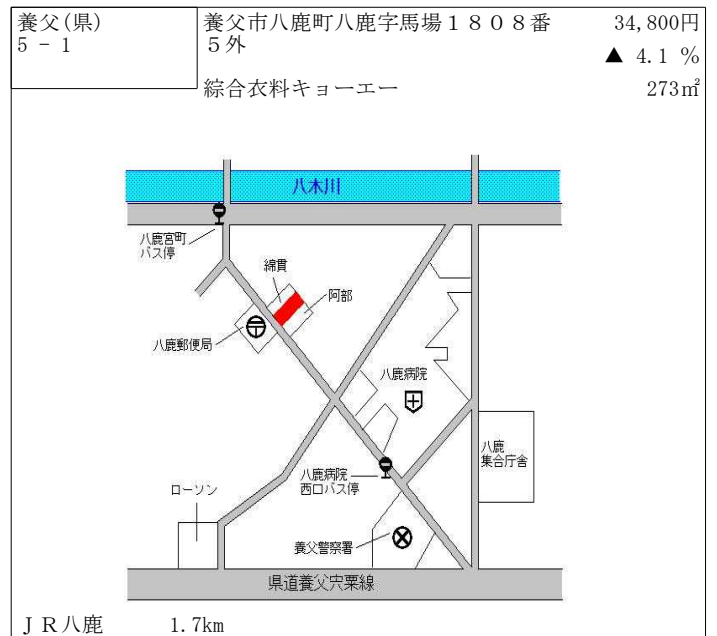 養父(県)
5 - 1
養父市八鹿町八鹿字馬場１８０８番
５外
34,800円
▲ 4.1 %
綜合衣料キョーエー
273㎡
八木川
八鹿宮町
バス停
綿貫
阿部
八鹿郵便局
八鹿病院
八鹿
集合庁舎
八鹿病院
西口バス停
ローソン
養父警察署
県道養父宍粟線
ＪＲ八鹿 1.7km